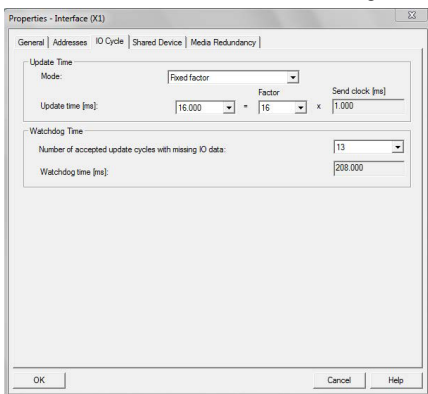 Properties - Interface (X1)
General Addresses IO Cycle Shared Device Media Redundancy
Update Time
Mode: Fixed factor
Factor Send clock [ms]
Update time [ms]: 16.000 = 16 x 1.000
Watchdog Time
Number of accepted update cycles with missing IO data: 13
Watchdog time [ms]: 208.000
OK Cancel Help